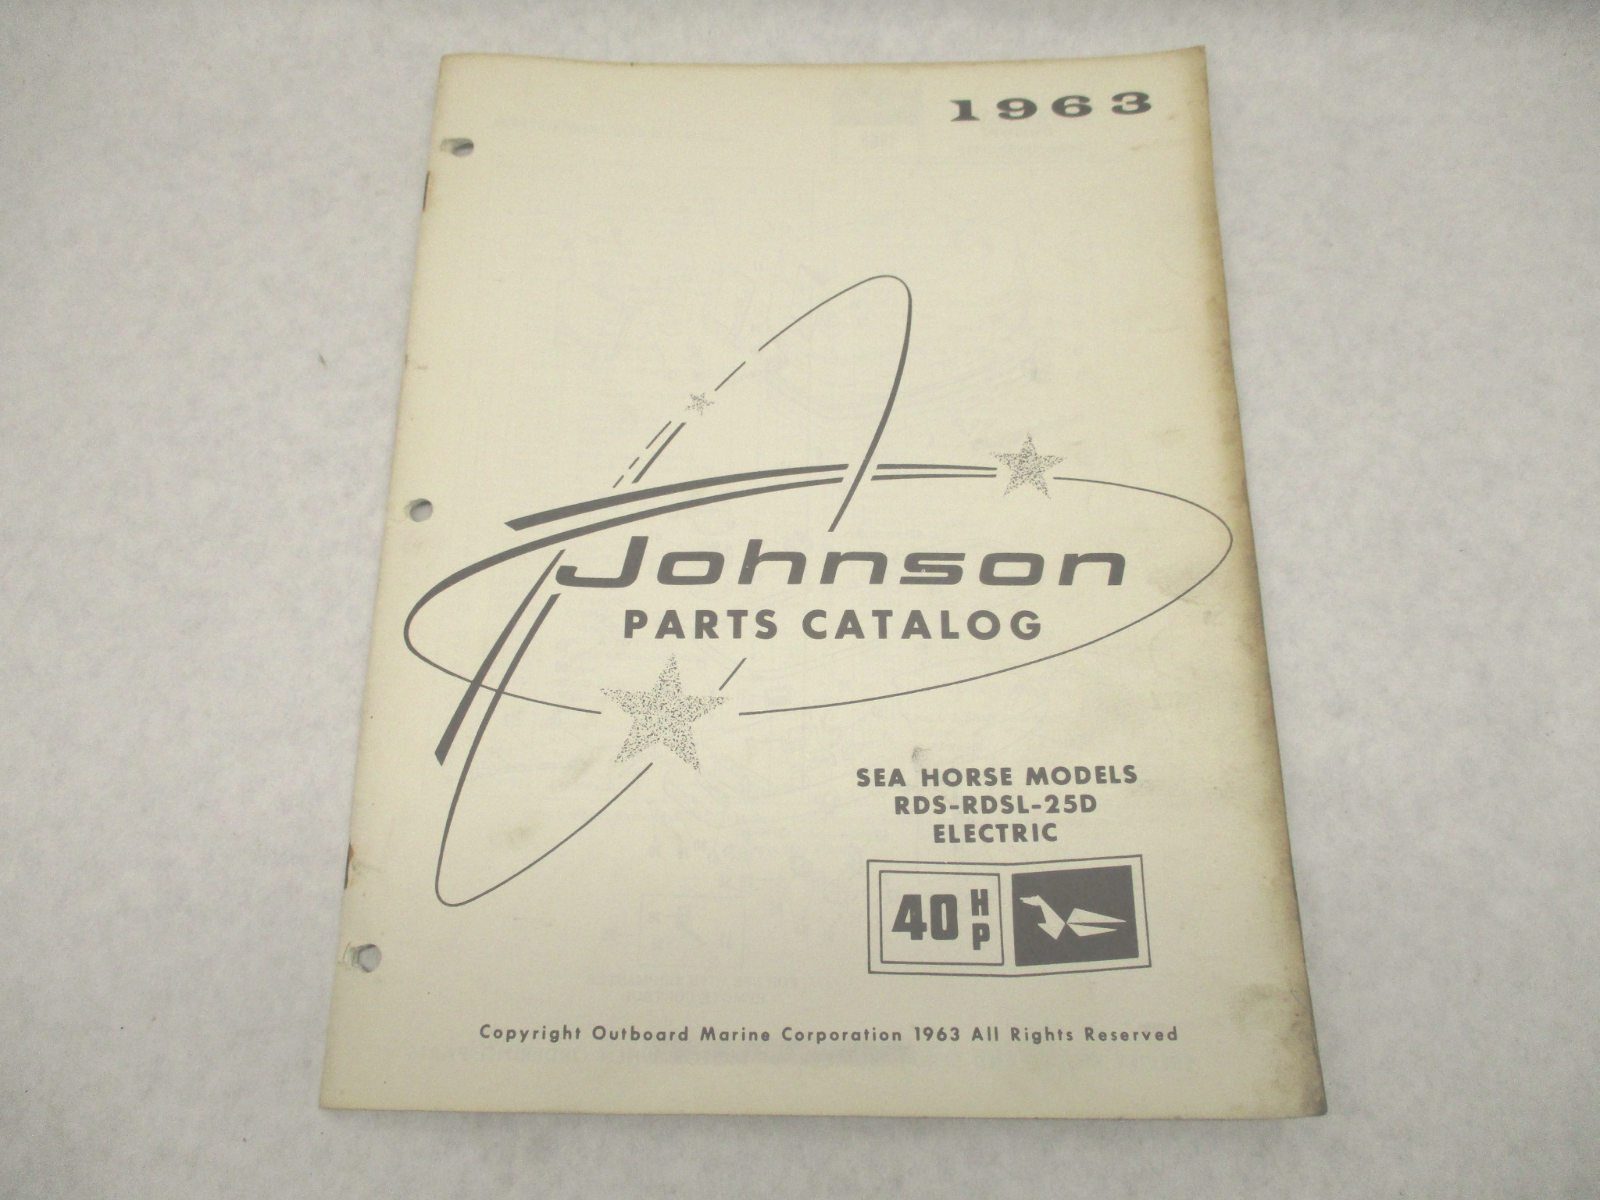 1963
Johnson
PARTS CATALOG
SEA HORSE MODELS
RDS-RDSL-25D
ELECTRIC
40 HP
Copyright Outboard Marine Corporation 1963 All Rights Reserved